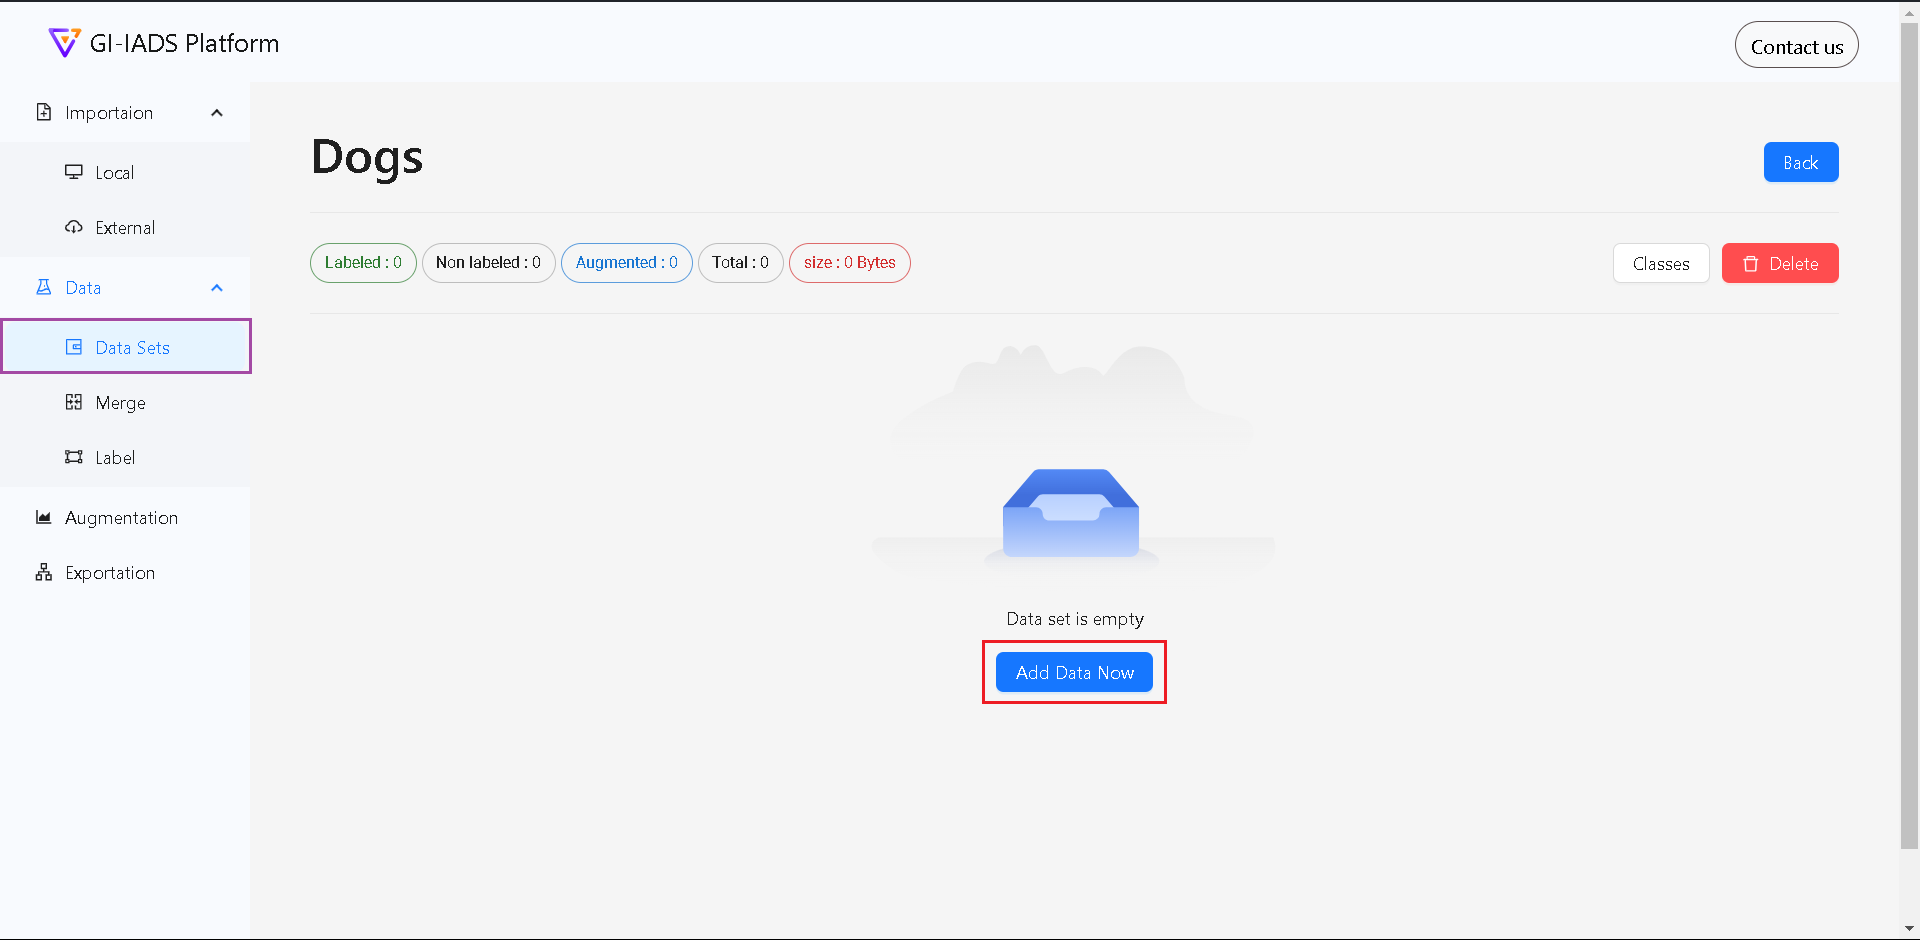 GI-IADS Platform
Contact us
Importaion
Local
External
Data
Data Sets
Merge
Label
Augmentation
Exportation
Dogs
Back
Labeled : 0
Non labeled : 0
Augmented : 0
Total : 0
size : 0 Bytes
Classes
Delete
Data set is empty
Add Data Now